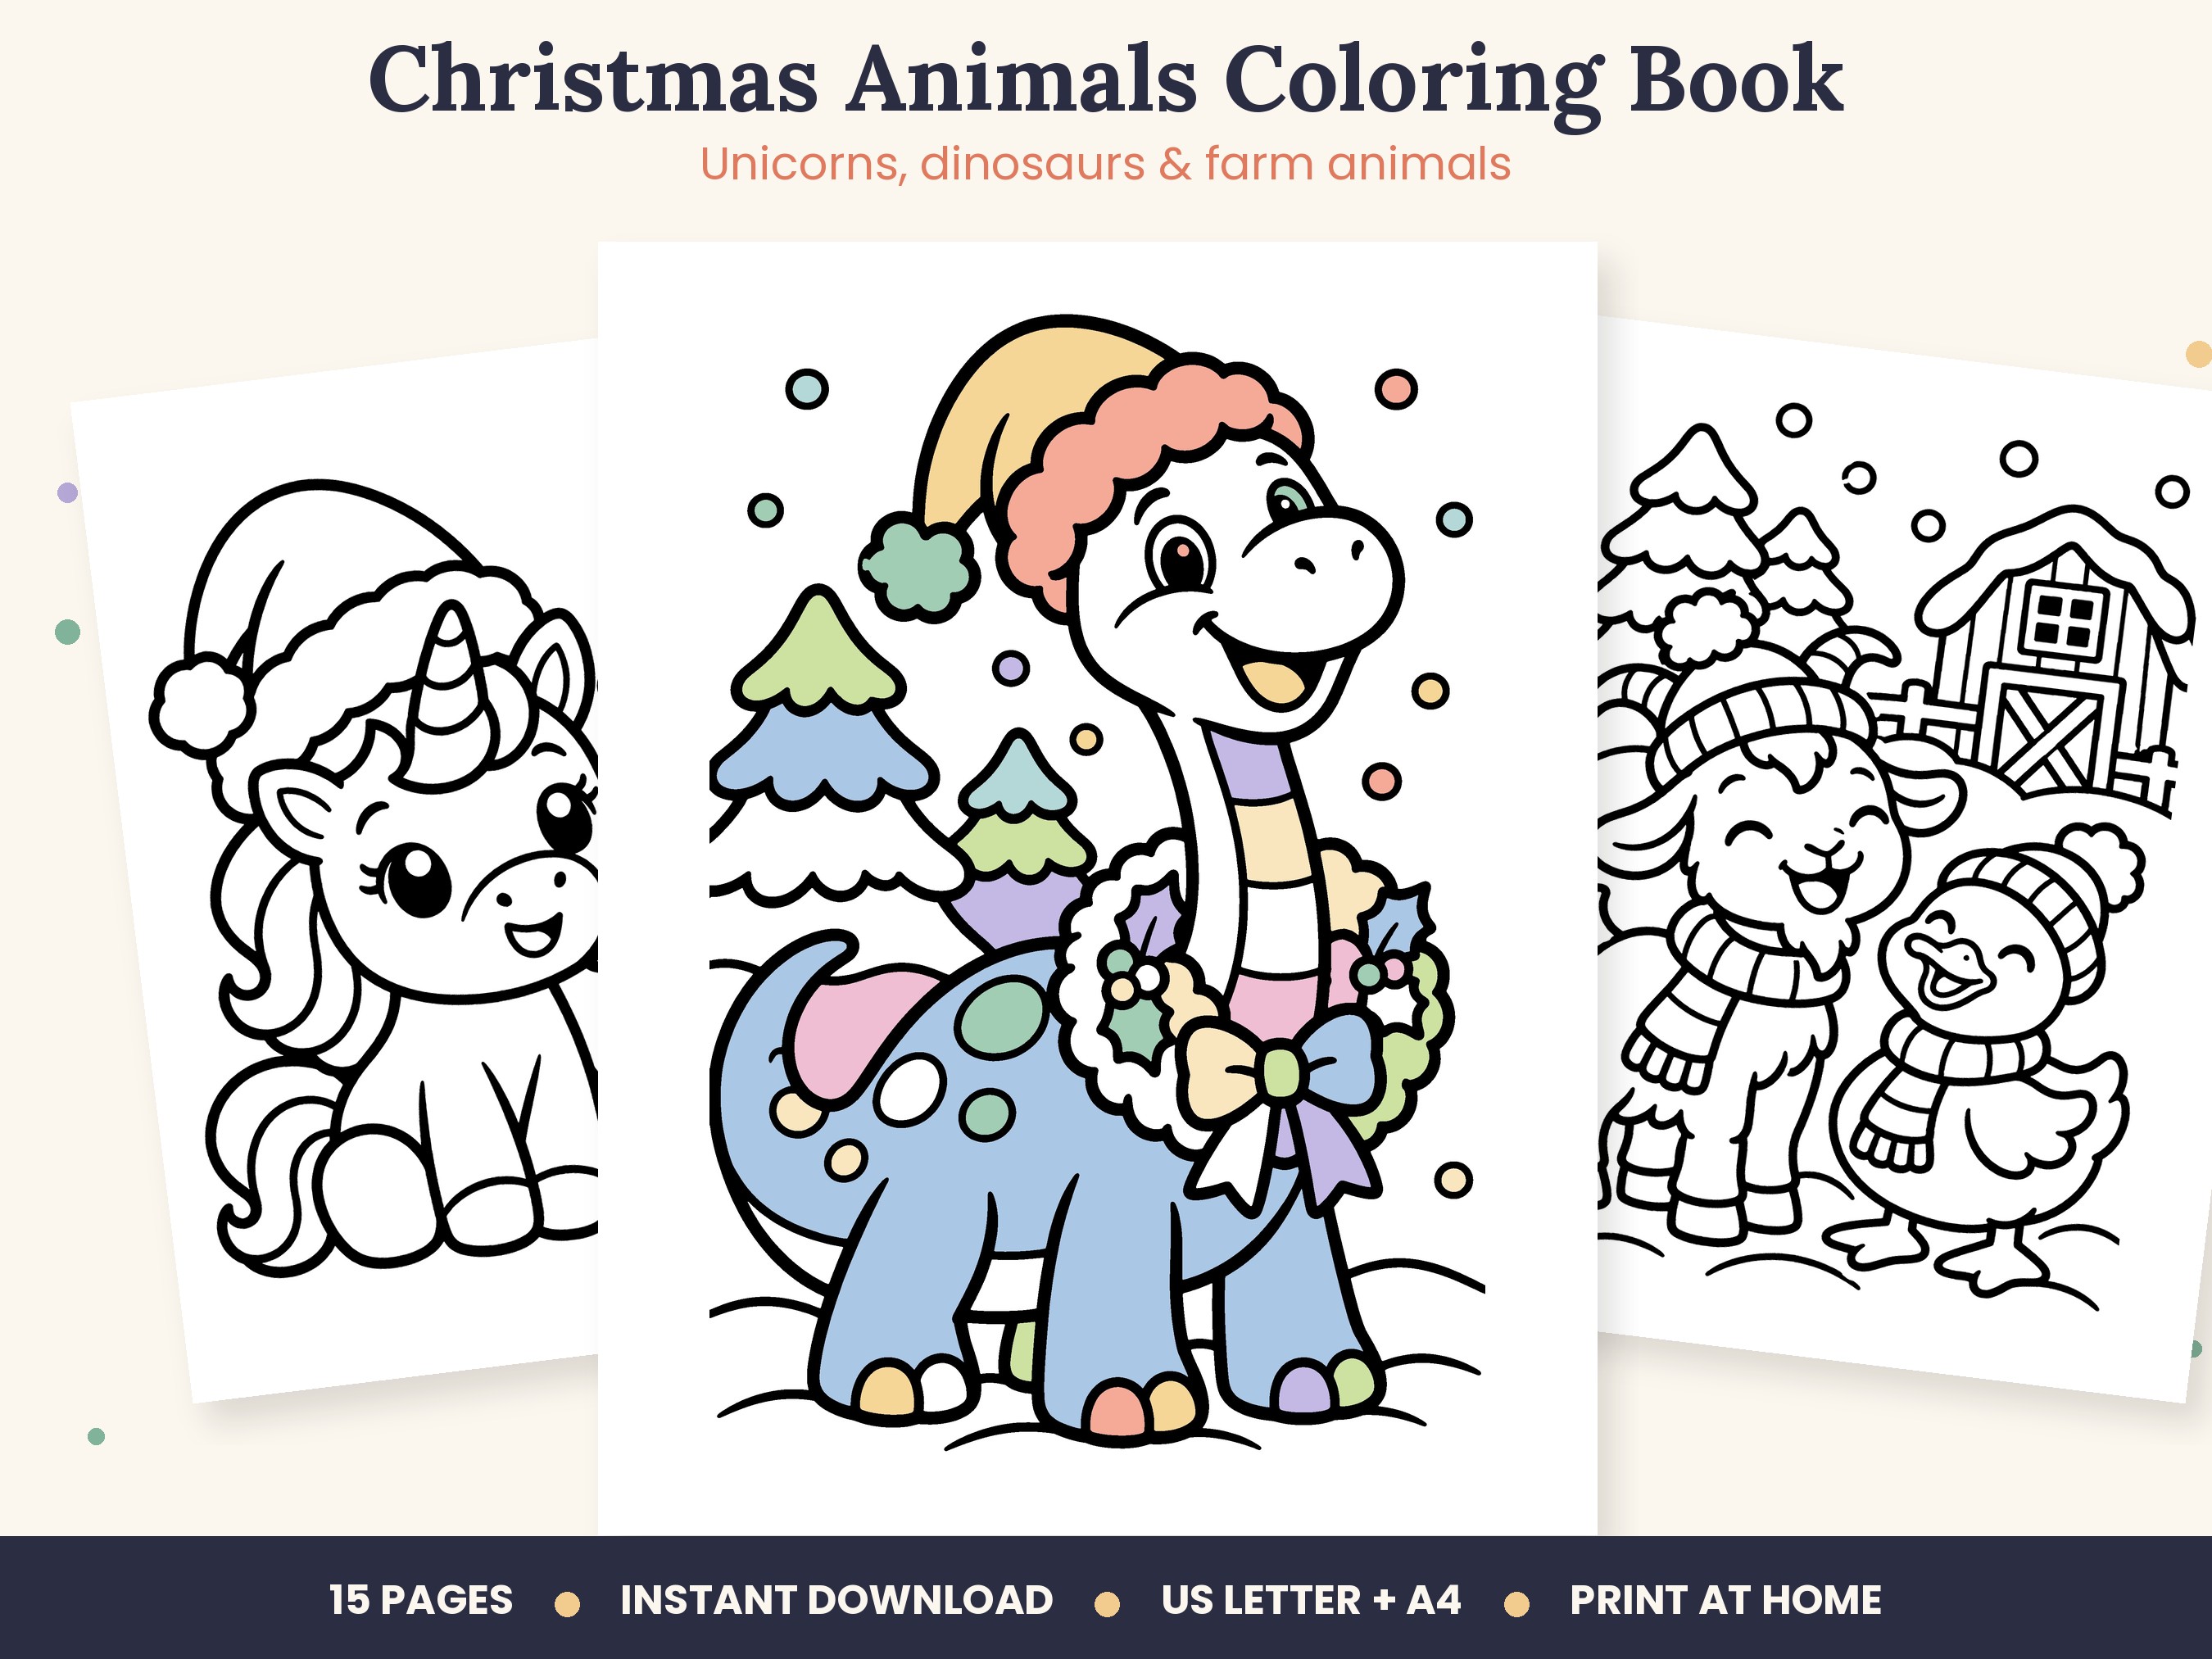 Christmas Animals Coloring Book
Unicorns, dinosaurs & farm animals
15 PAGES ● INSTANT DOWNLOAD ● US LETTER + A4 ● PRINT AT HOME